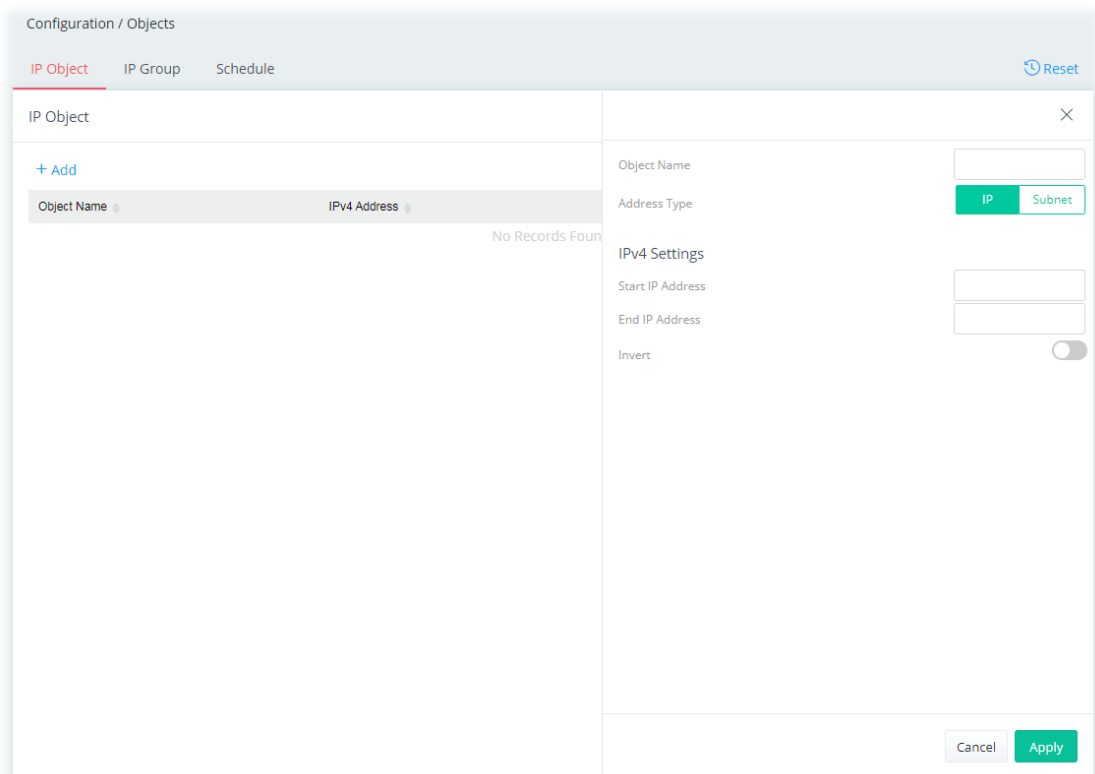 Configuration / Objects
IP Object IP Group Schedule Reset
IP Object
+ Add
Object Name IPv4 Address
No Records Foun
Object Name
Address Type IP Subnet
IPv4 Settings
Start IP Address
End IP Address
Invert
Cancel Apply